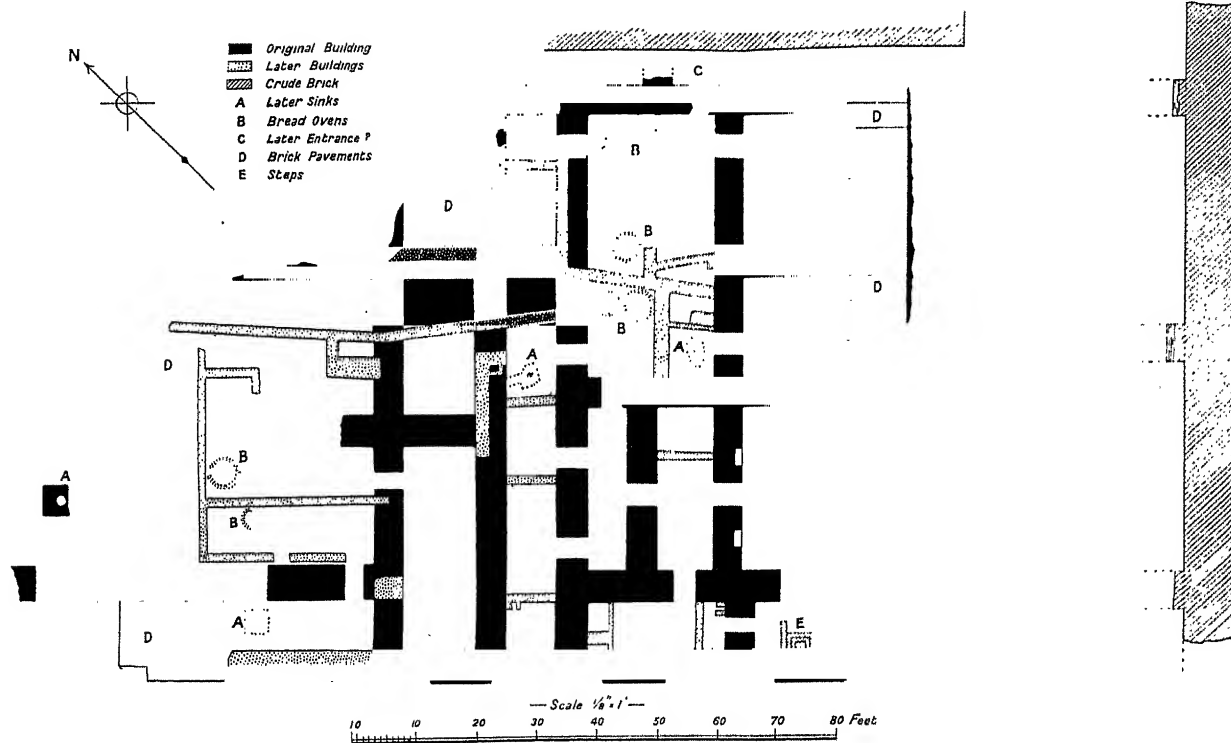 N
Original Building
Later Buildings
Crude Brick
A Later Sinks
B Bread Ovens
C Later Entrance ?
D Brick Pavements
E Steps
C
D
B
D
B
D
B
A
A
D
B
A
B
A
D
E
— Scale 1/8" = 1' —
10 10 20 30 40 50 60 70 80 Feet